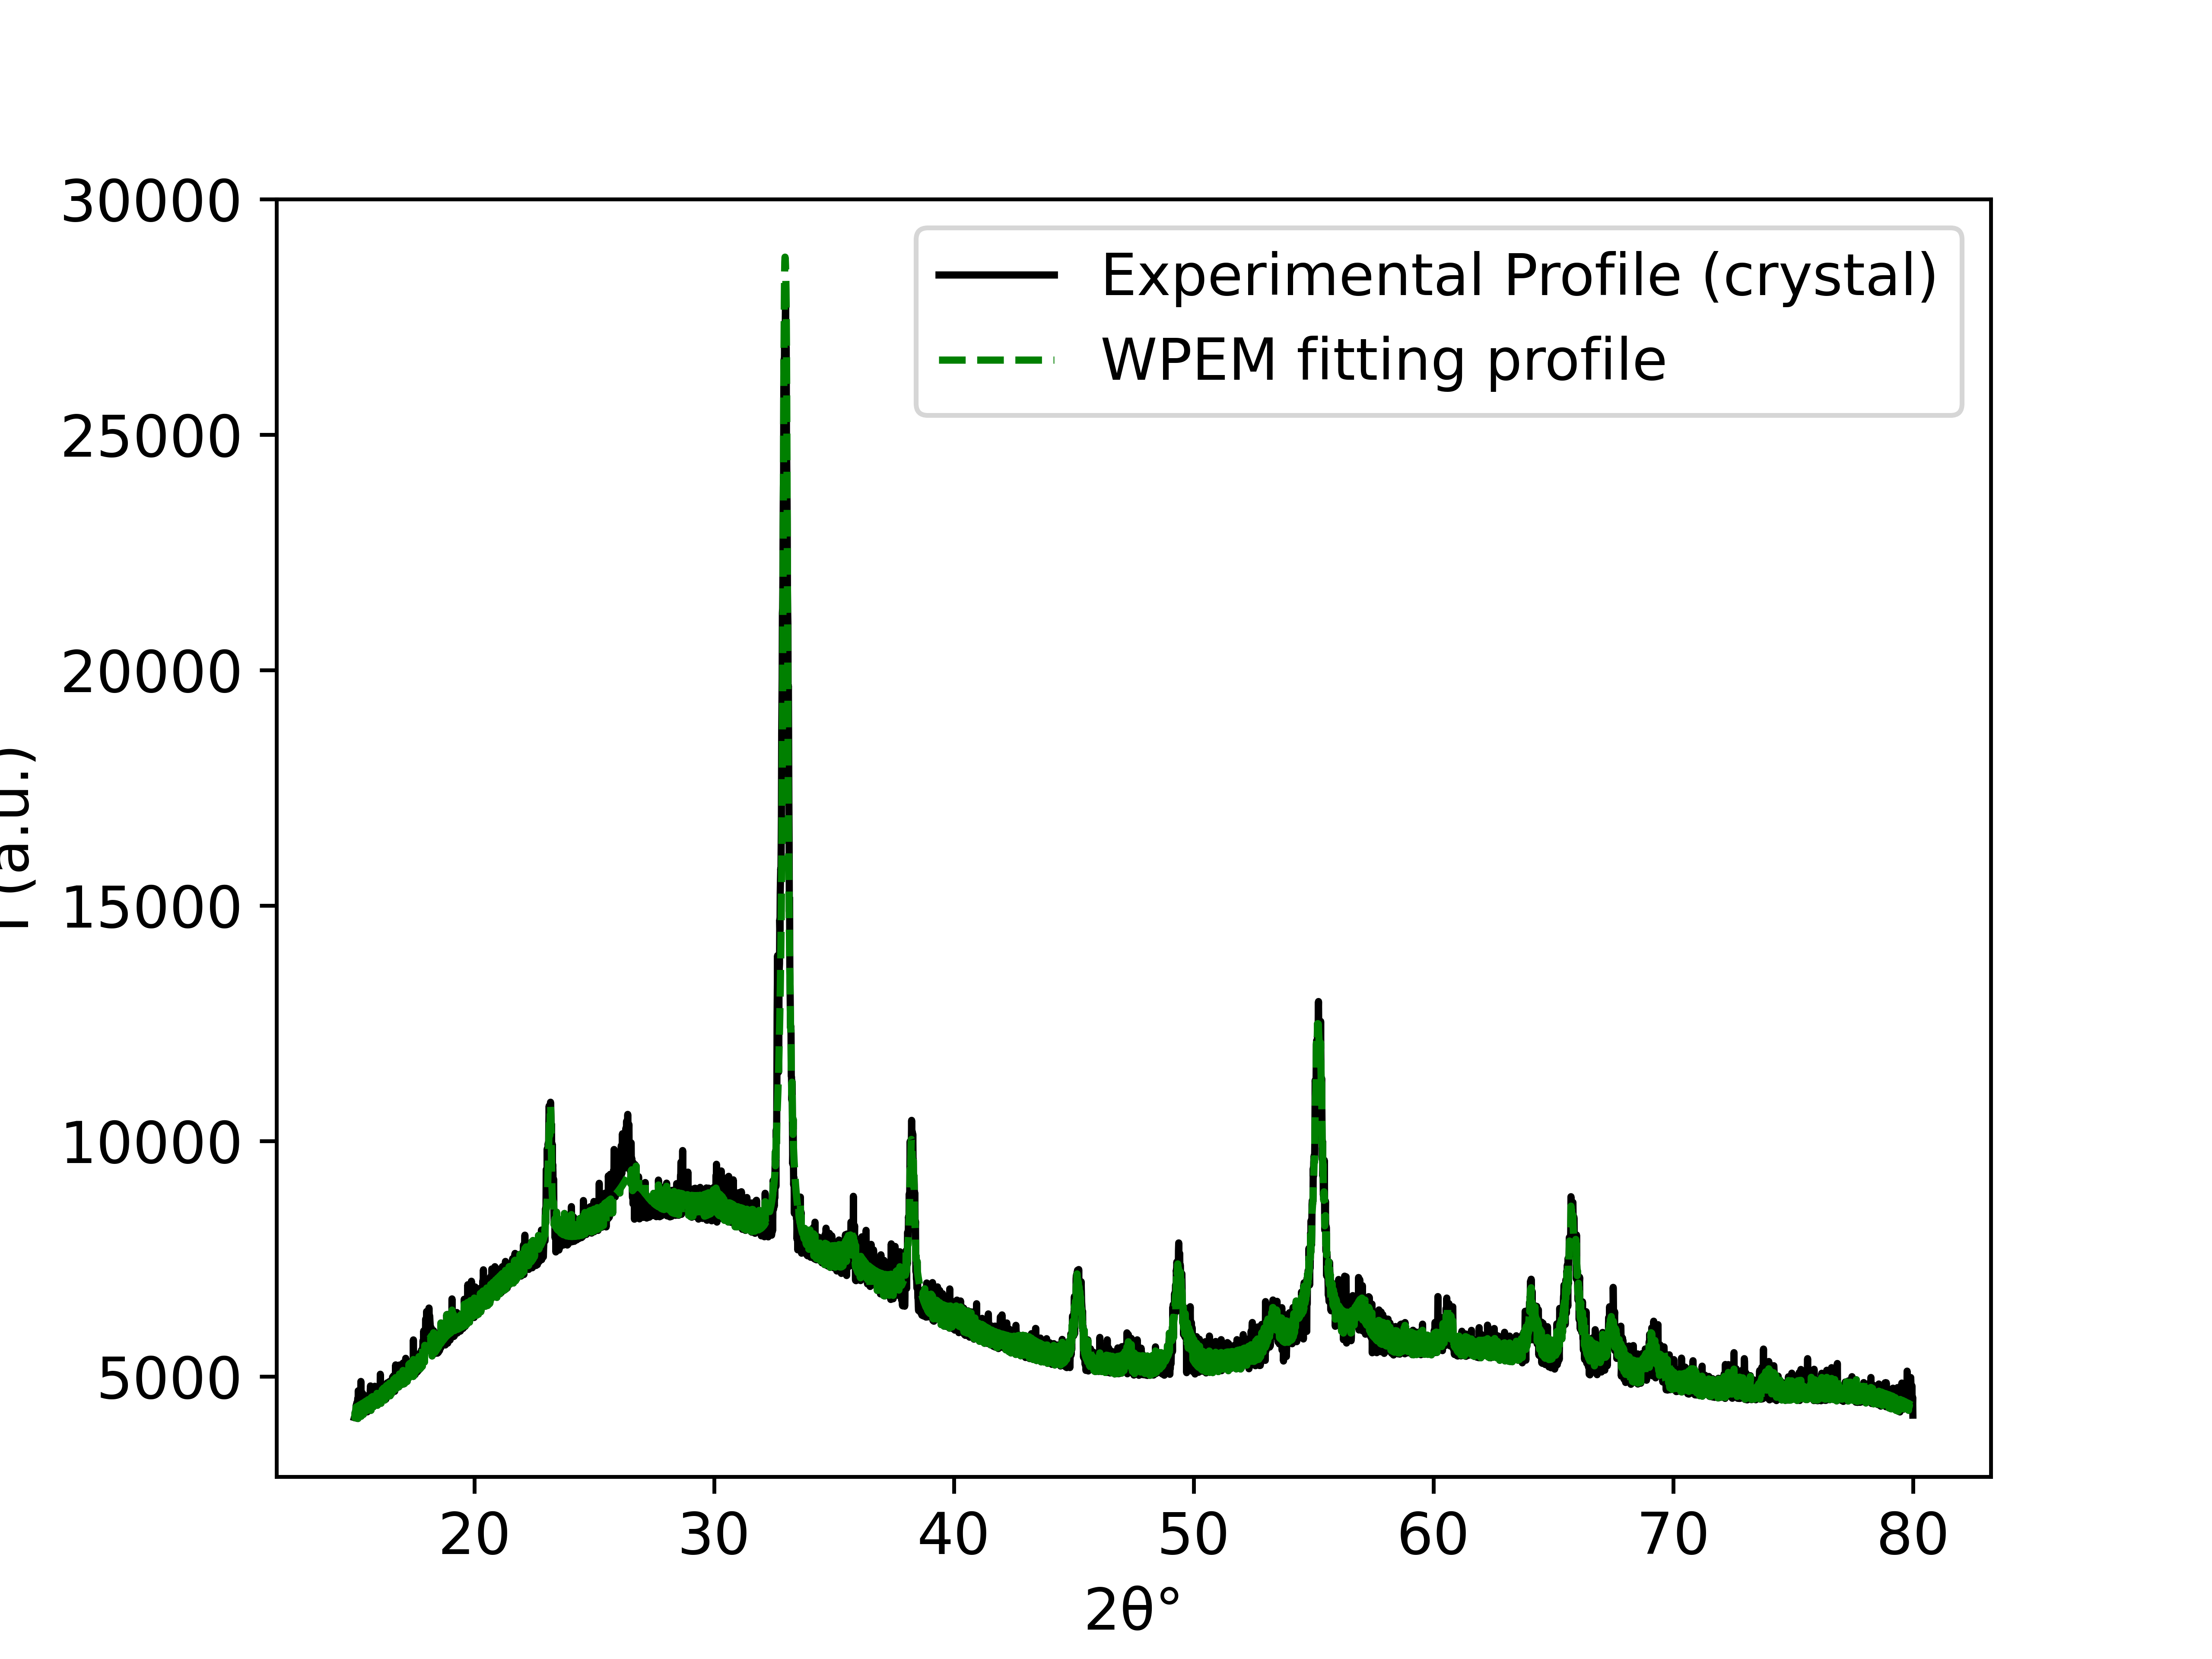 30000
25000
20000
15000
10000
5000
I (a.u.)
Experimental Profile (crystal)
WPEM fitting profile
20 30 40 50 60 70 80
2θ°